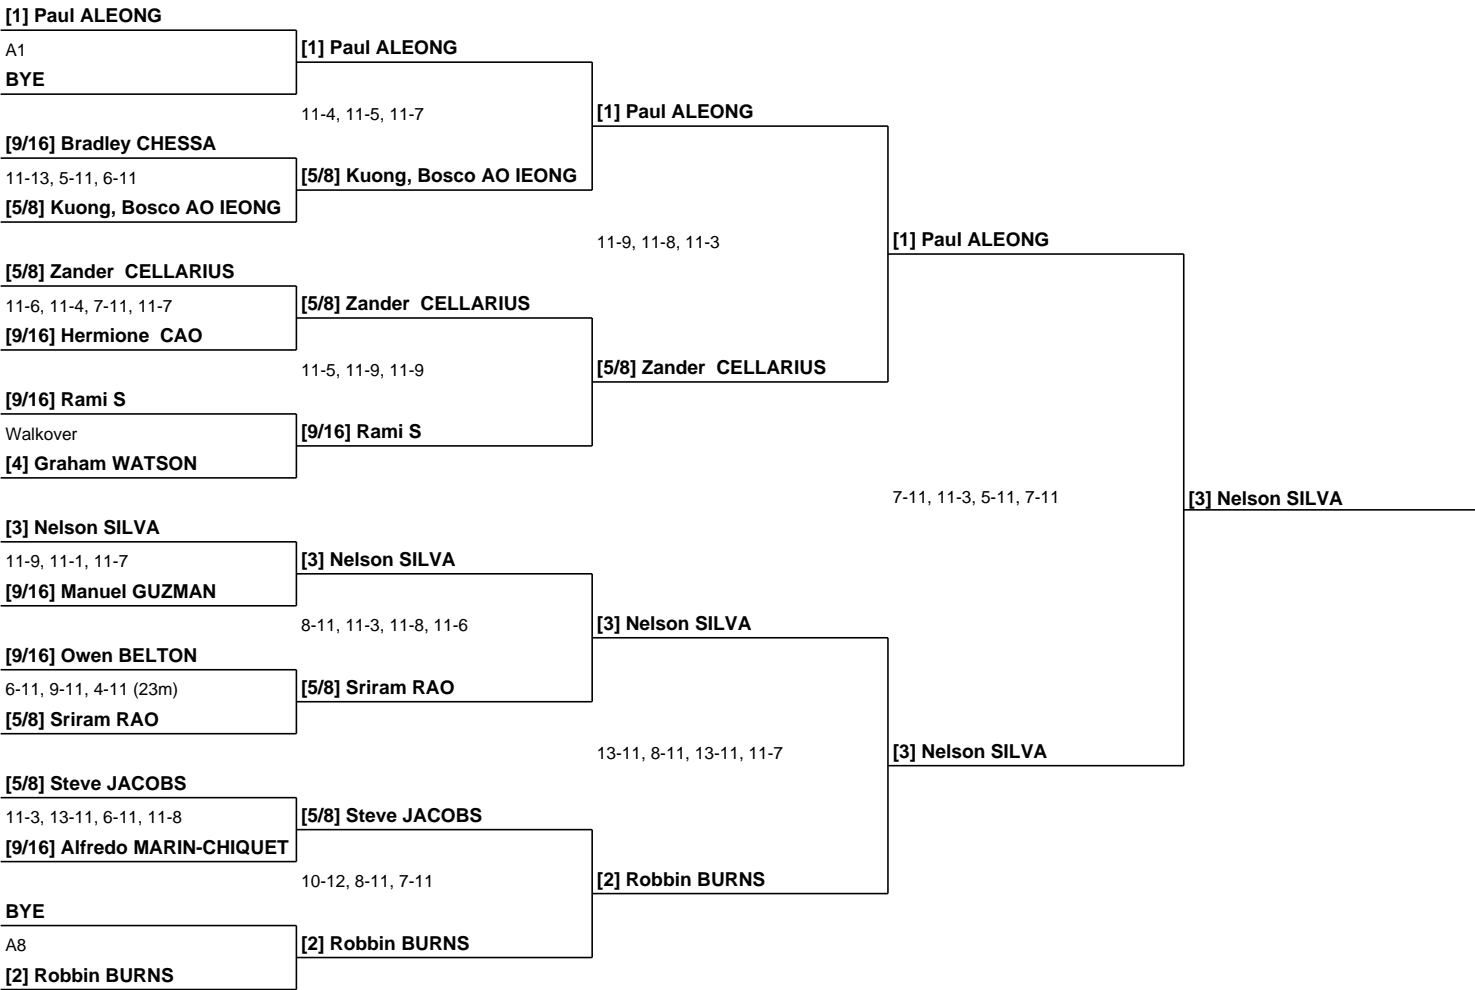 [1] Paul ALEONG
A1
BYE
[9/16] Bradley CHESSA
11-13, 5-11, 6-11
[5/8] Kuong, Bosco AO IEONG
[5/8] Zander  CELLARIUS
11-6, 11-4, 7-11, 11-7
[9/16] Hermione  CAO
[9/16] Rami S
Walkover
[4] Graham WATSON
[3] Nelson SILVA
11-9, 11-1, 11-7
[9/16] Manuel GUZMAN
[9/16] Owen BELTON
6-11, 9-11, 4-11 (23m)
[5/8] Sriram RAO
[5/8] Steve JACOBS
11-3, 13-11, 6-11, 11-8
[9/16] Alfredo MARIN-CHIQUET
BYE
A8
[2] Robbin BURNS
[1] Paul ALEONG
11-4, 11-5, 11-7
[5/8] Kuong, Bosco AO IEONG
[5/8] Zander  CELLARIUS
11-5, 11-9, 11-9
[9/16] Rami S
[3] Nelson SILVA
8-11, 11-3, 11-8, 11-6
[5/8] Sriram RAO
[5/8] Steve JACOBS
10-12, 8-11, 7-11
[2] Robbin BURNS
[1] Paul ALEONG
11-9, 11-8, 11-3
[5/8] Zander  CELLARIUS
[3] Nelson SILVA
13-11, 8-11, 13-11, 11-7
[2] Robbin BURNS
[1] Paul ALEONG
7-11, 11-3, 5-11, 7-11
[3] Nelson SILVA
[3] Nelson SILVA